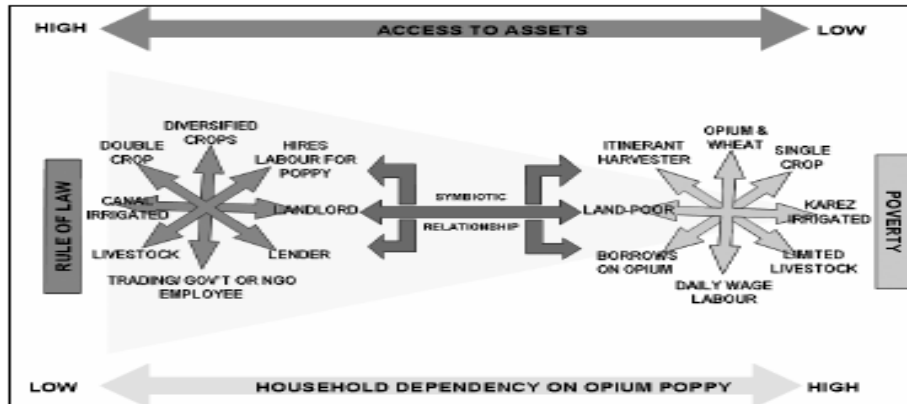 HIGH
ACCESS TO ASSETS
LOW
RULE OF LAW
DIVERSIFIED
CROPS
DOUBLE
CROP
HIRES
LABOUR FOR
POPPY
CANAL
IRRIGATED
LANDLORD
LIVESTOCK
LENDER
TRADING/ GOV'T OR NGO
EMPLOYEE
SYMBIOTIC
RELATIONSHIP
ITINERANT
HARVESTER
OPIUM &
WHEAT
SINGLE
CROP
LAND-POOR
KAREZ
IRRIGATED
BORROWS
ON OPIUM
LIMITED
LIVESTOCK
DAILY WAGE
LABOUR
POVERTY
LOW
HOUSEHOLD DEPENDENCY ON OPIUM POPPY
HIGH